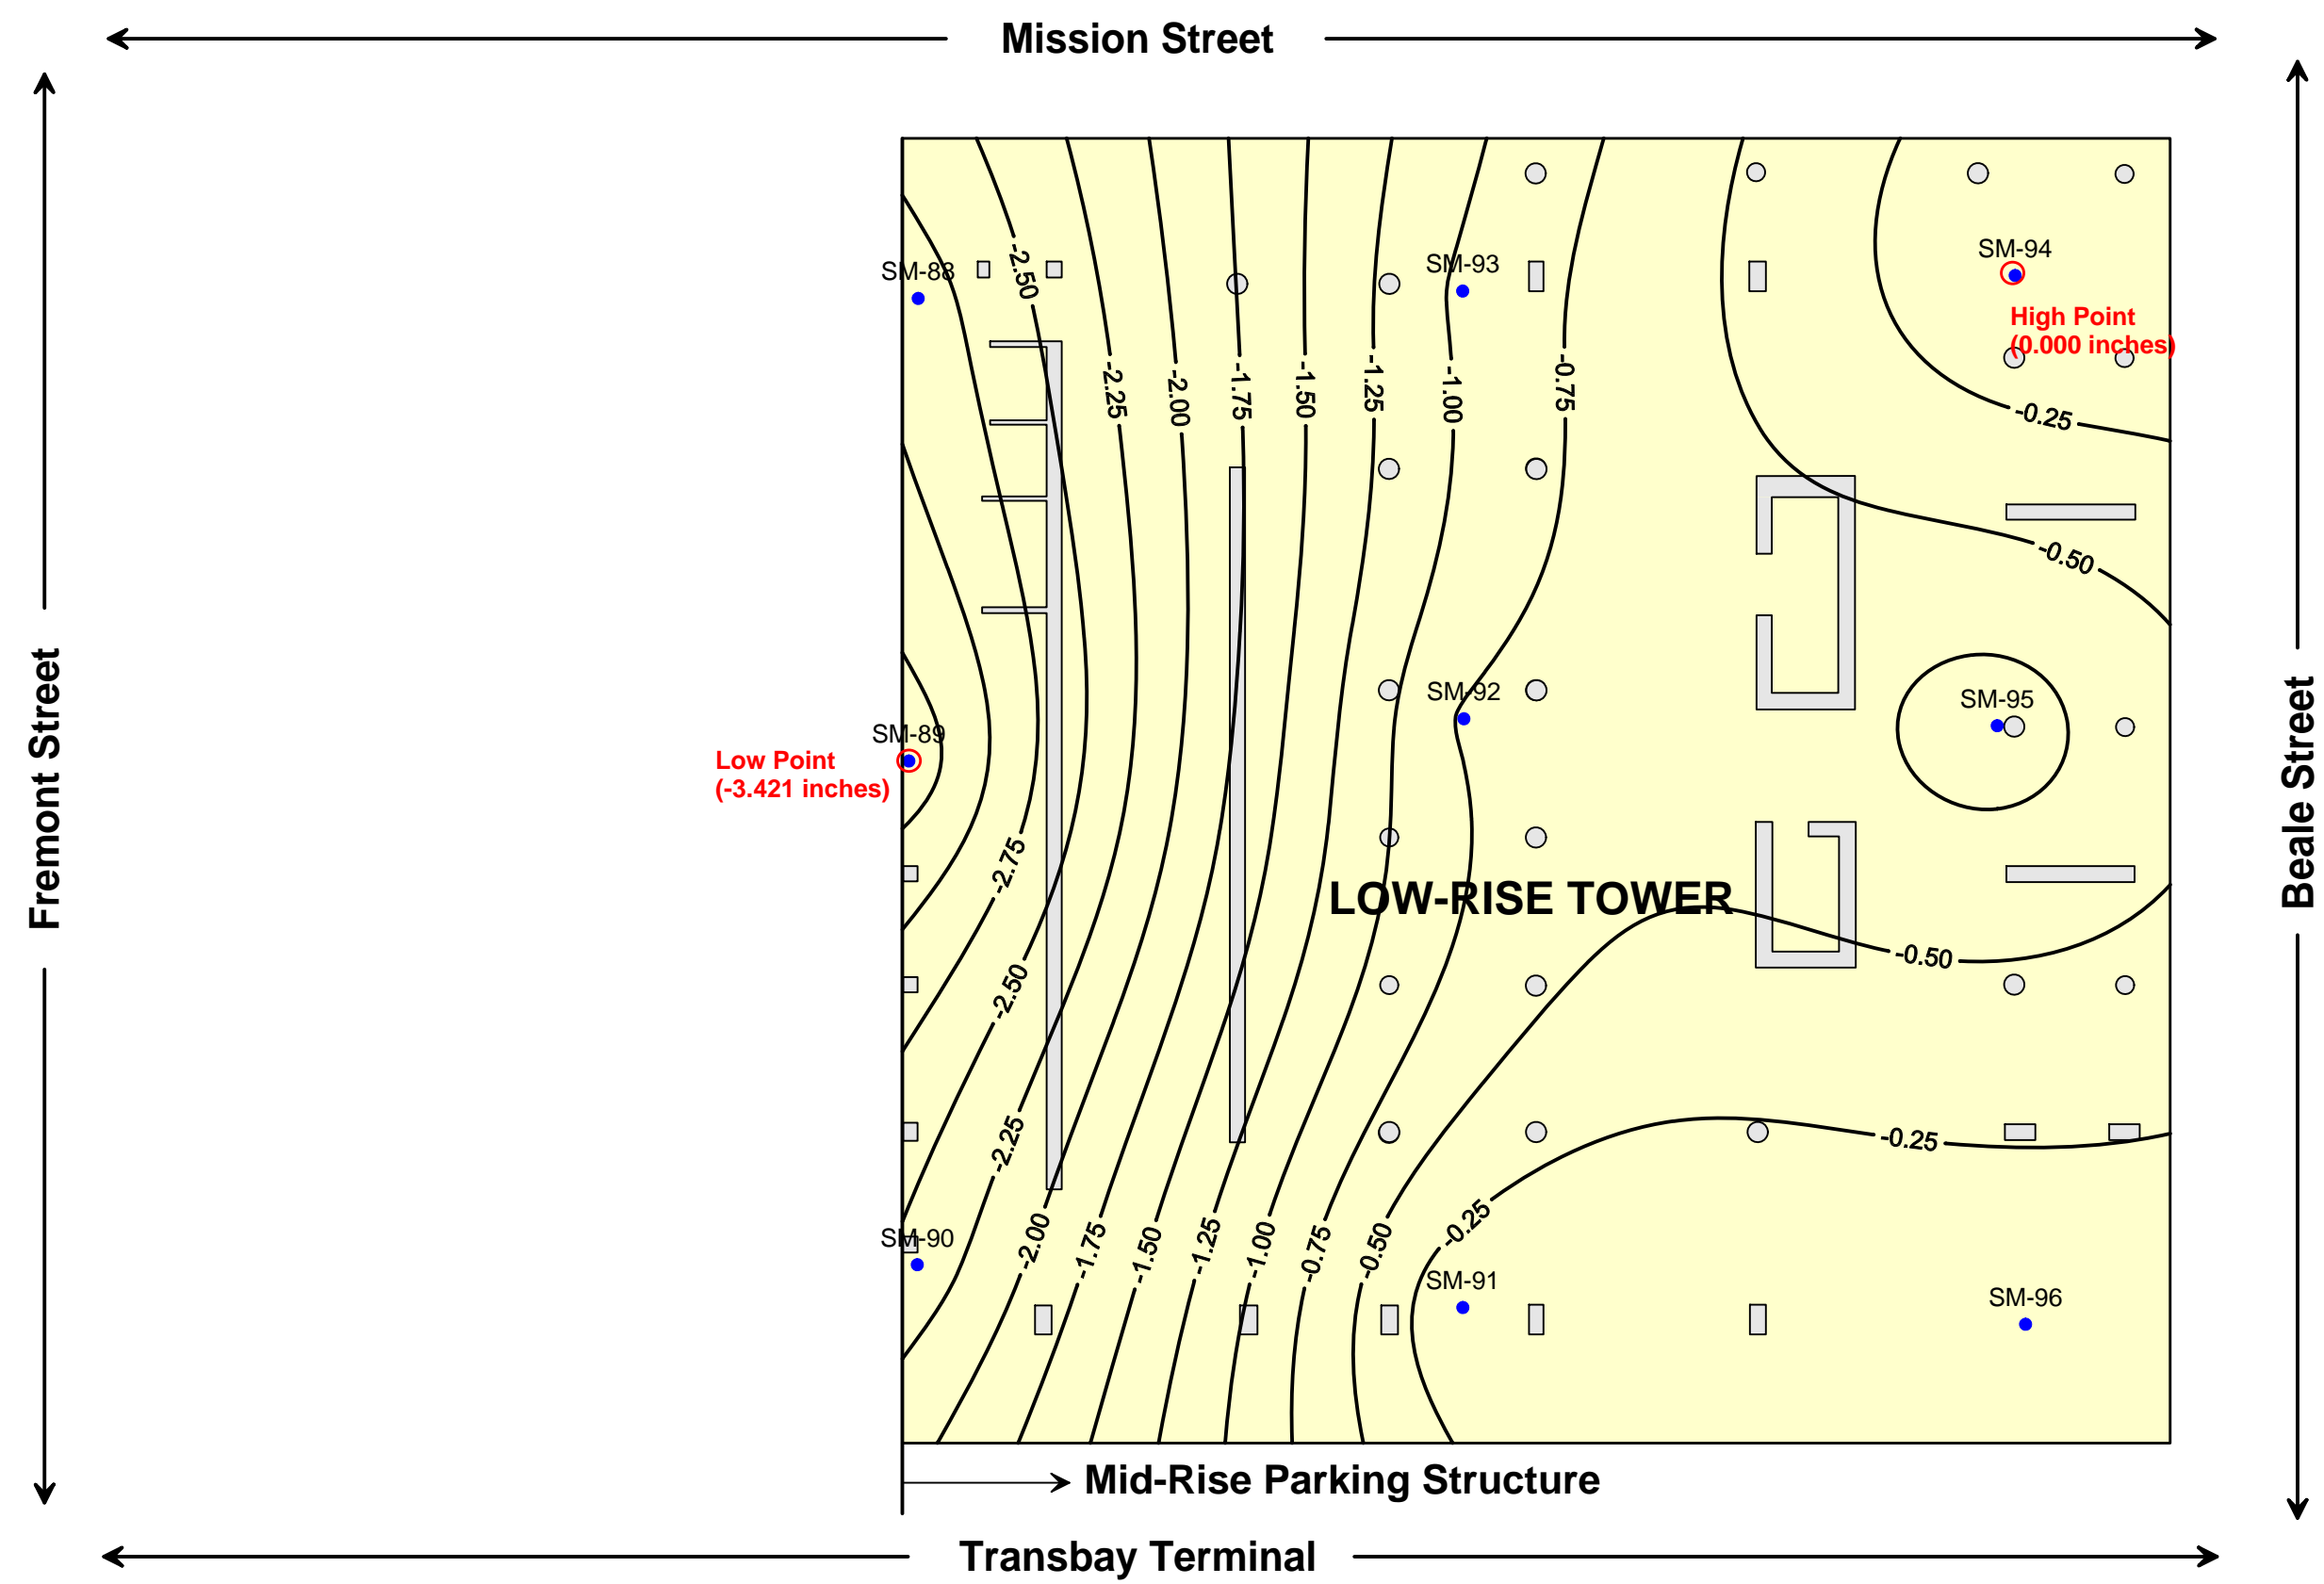 Mission Street
Fremont Street
Beale Street
SM-88
SM-93
SM-94
High Point
(0.000 inches)
-2.50
-2.25
-2.00
-1.75
-1.50
-1.25
-1.00
-0.75
-0.25
-0.50
SM-89
Low Point
(-3.421 inches)
SM-92
SM-95
-2.75
LOW-RISE TOWER
-2.50
-0.50
-2.25
-0.25
SM-90
-2.00
-1.75
-1.50
-1.25
-1.00
-0.75
-0.50
-0.25
SM-91
SM-96
Mid-Rise Parking Structure
Transbay Terminal